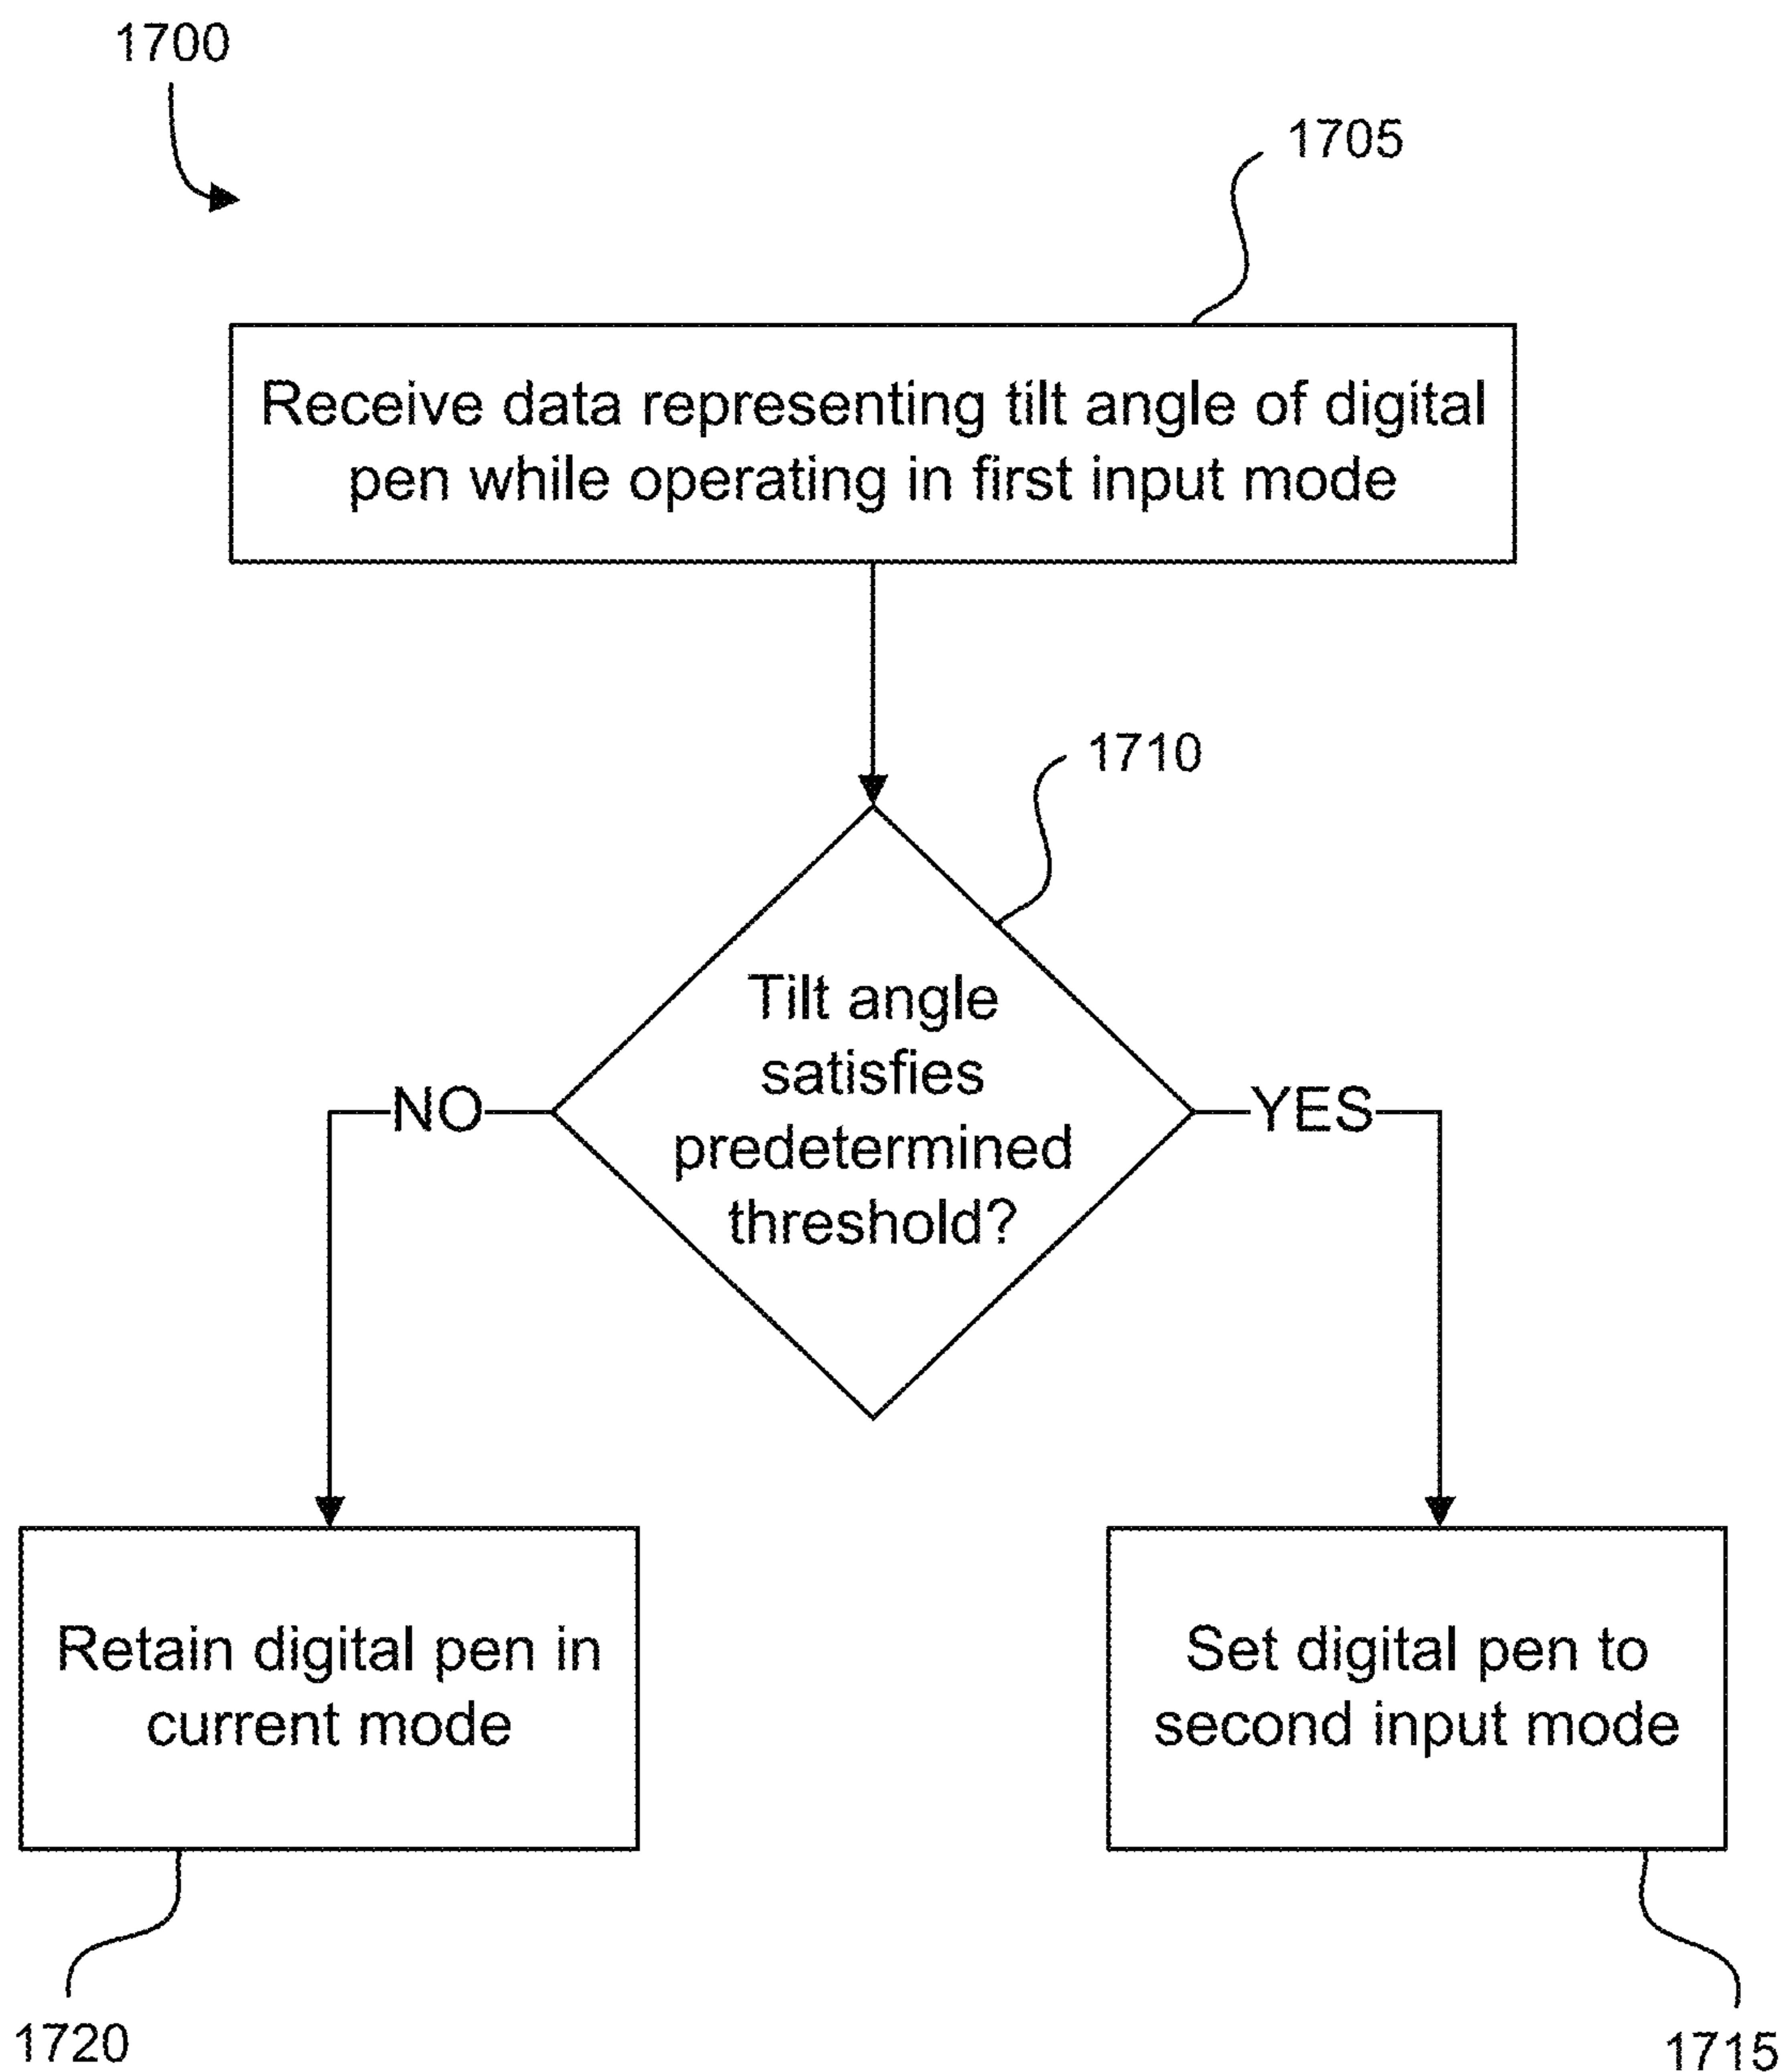 1700
1705
Receive data representing tilt angle of digital
pen while operating in first input mode
1710
Tilt angle
satisfies
predetermined
threshold?
NO
YES
Retain digital pen in
current mode
Set digital pen to
second input mode
1720
1715